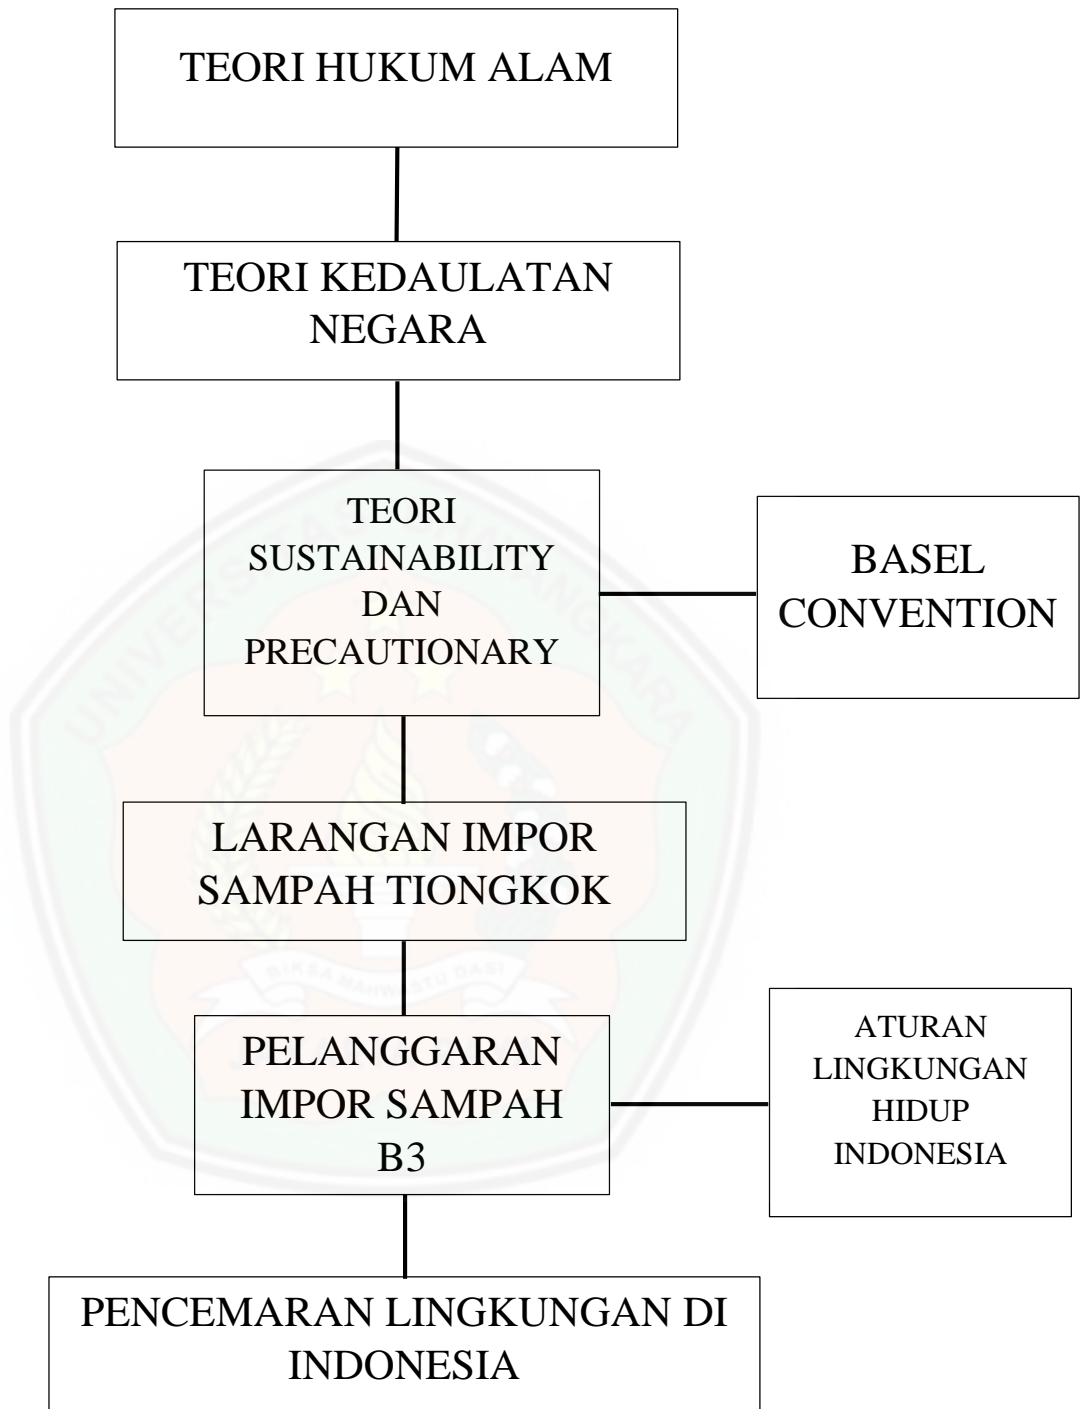 TEORI HUKUM ALAM
TEORI KEDAULATAN
NEGARA
TEORI
SUSTAINABILITY
DAN
PRECAUTIONARY
BASEL
CONVENTION
LARANGAN IMPOR
SAMPAH TIONGKOK
PELANGGARAN
IMPOR SAMPAH
B3
ATURAN
LINGKUNGAN
HIDUP
INDONESIA
PENCEMARAN LINGKUNGAN DI
INDONESIA